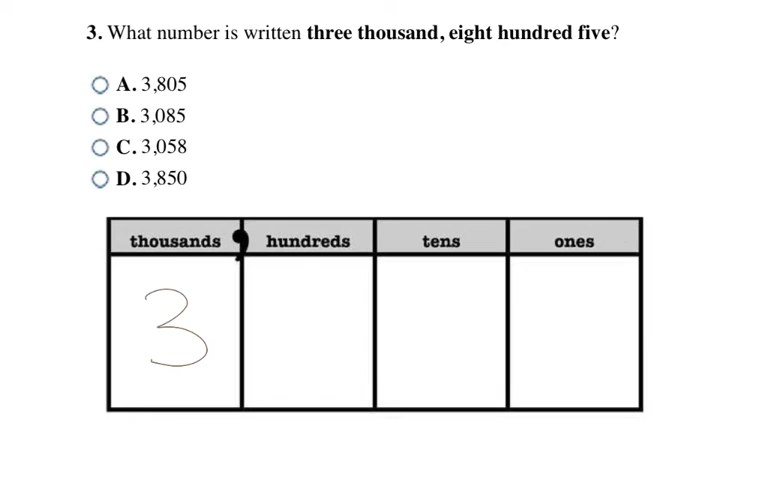 3. What number is written three thousand, eight hundred five?
A. 3,805
B. 3,085
C. 3,058
D. 3,850
thousands , hundreds tens ones
3